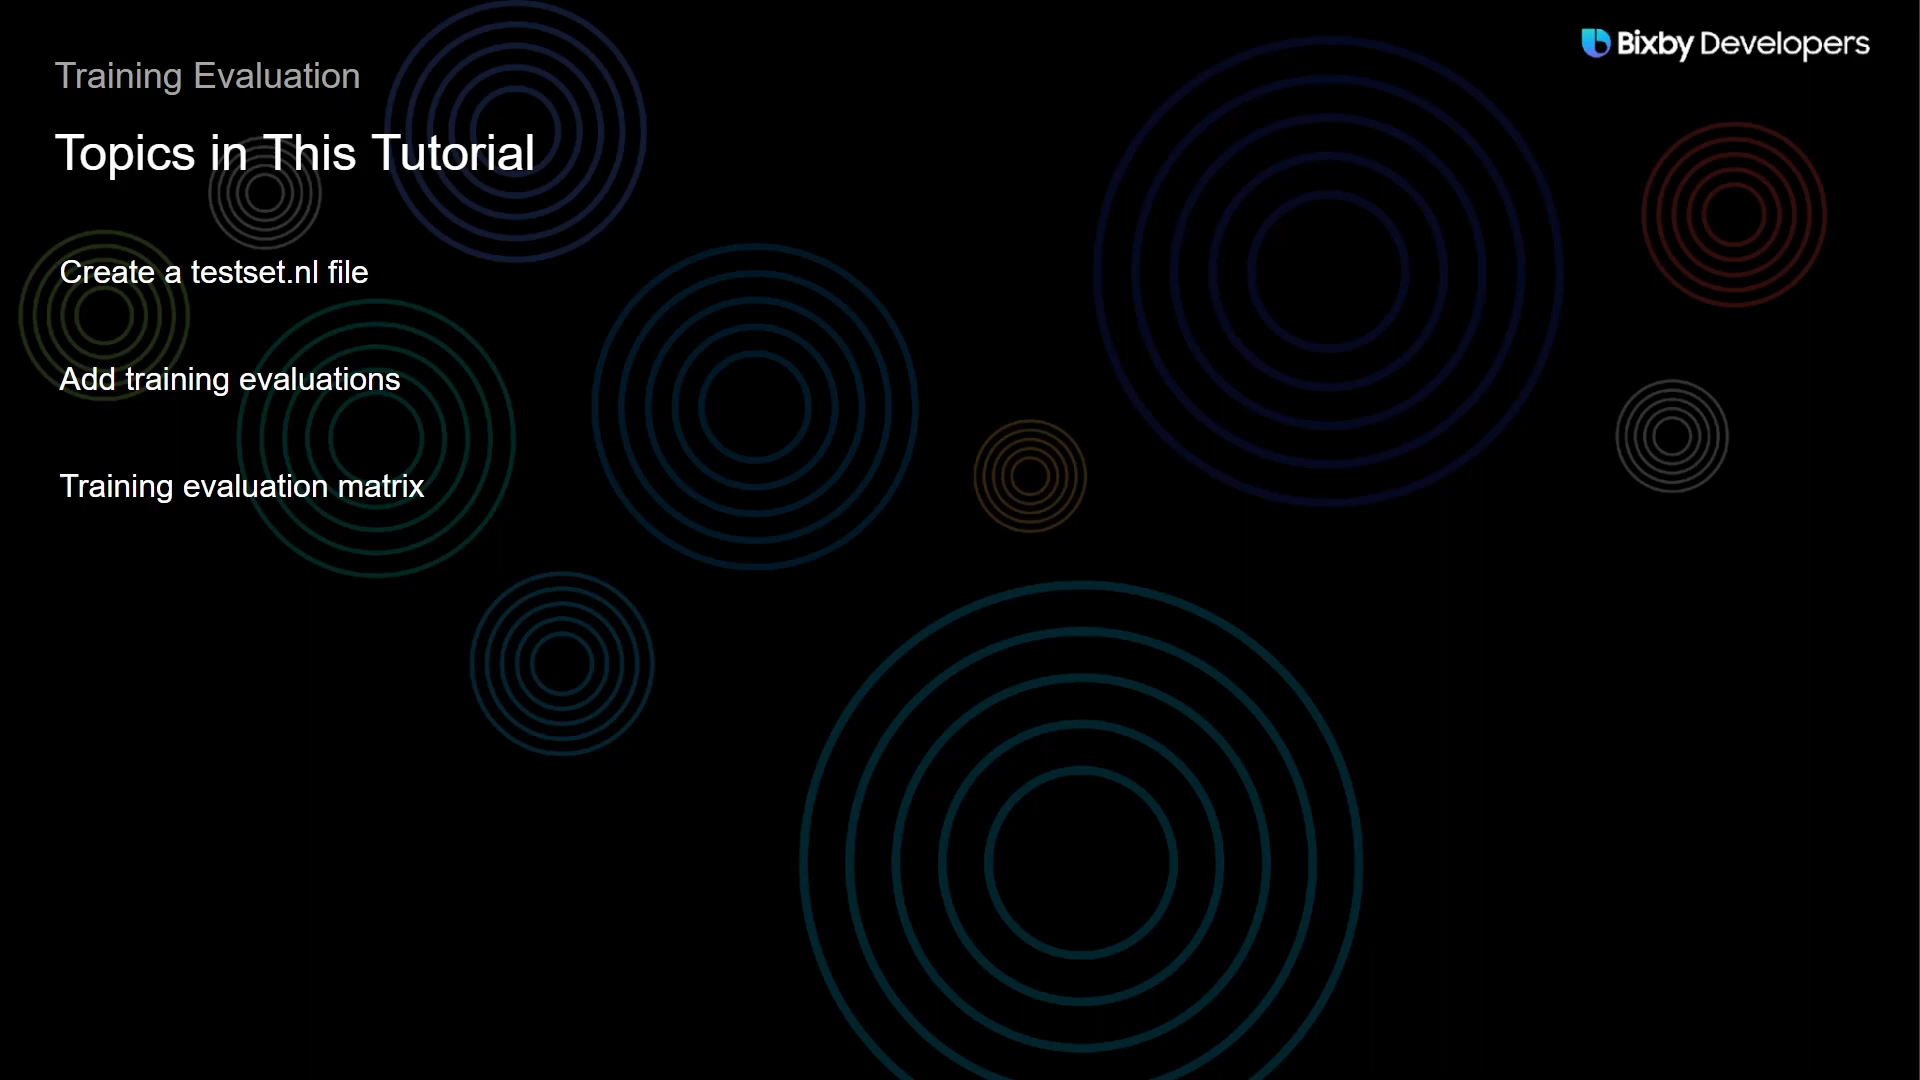 Training Evaluation
Bixby Developers
Topics in This Tutorial
Create a testset.nl file
Add training evaluations
Training evaluation matrix